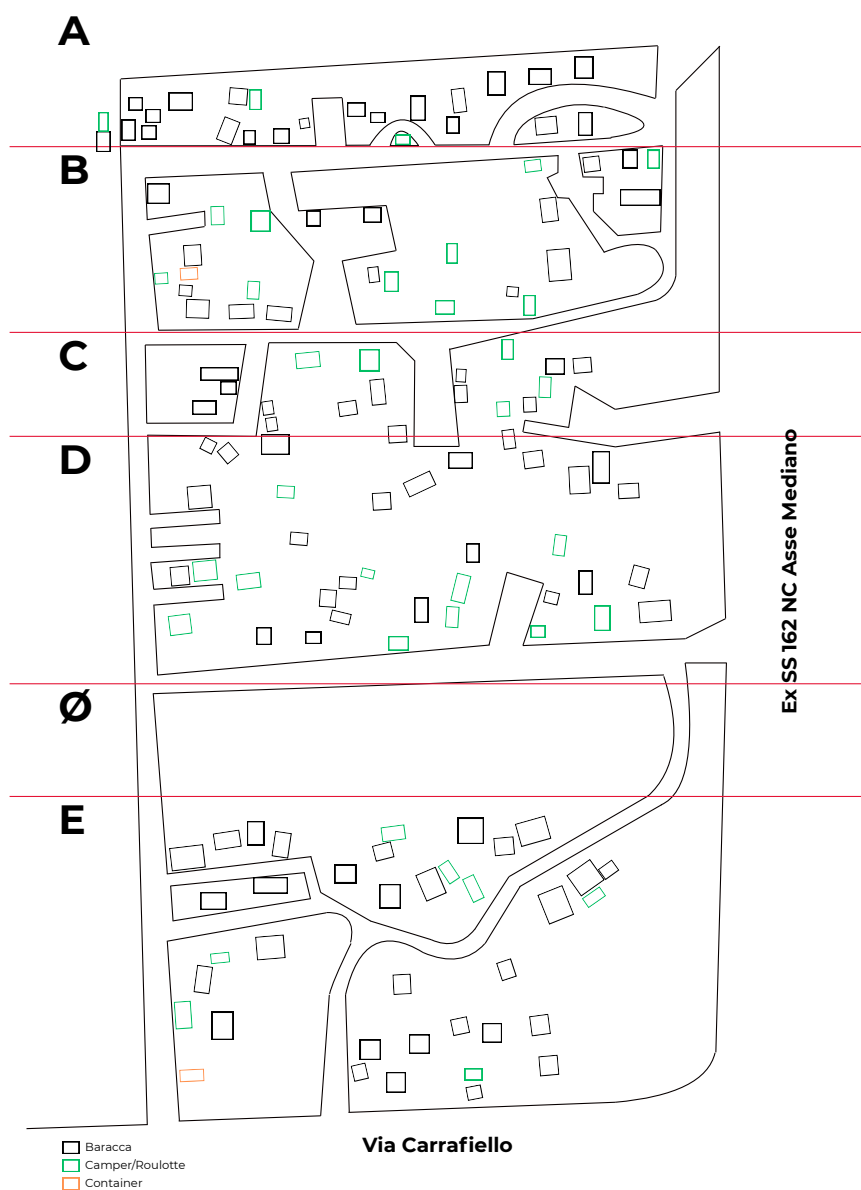 A
B
C
D
Ex SS 162 NC Asse Mediano
Ø
E
Via Carrafiello
Baracca
Camper/Roulotte
Container